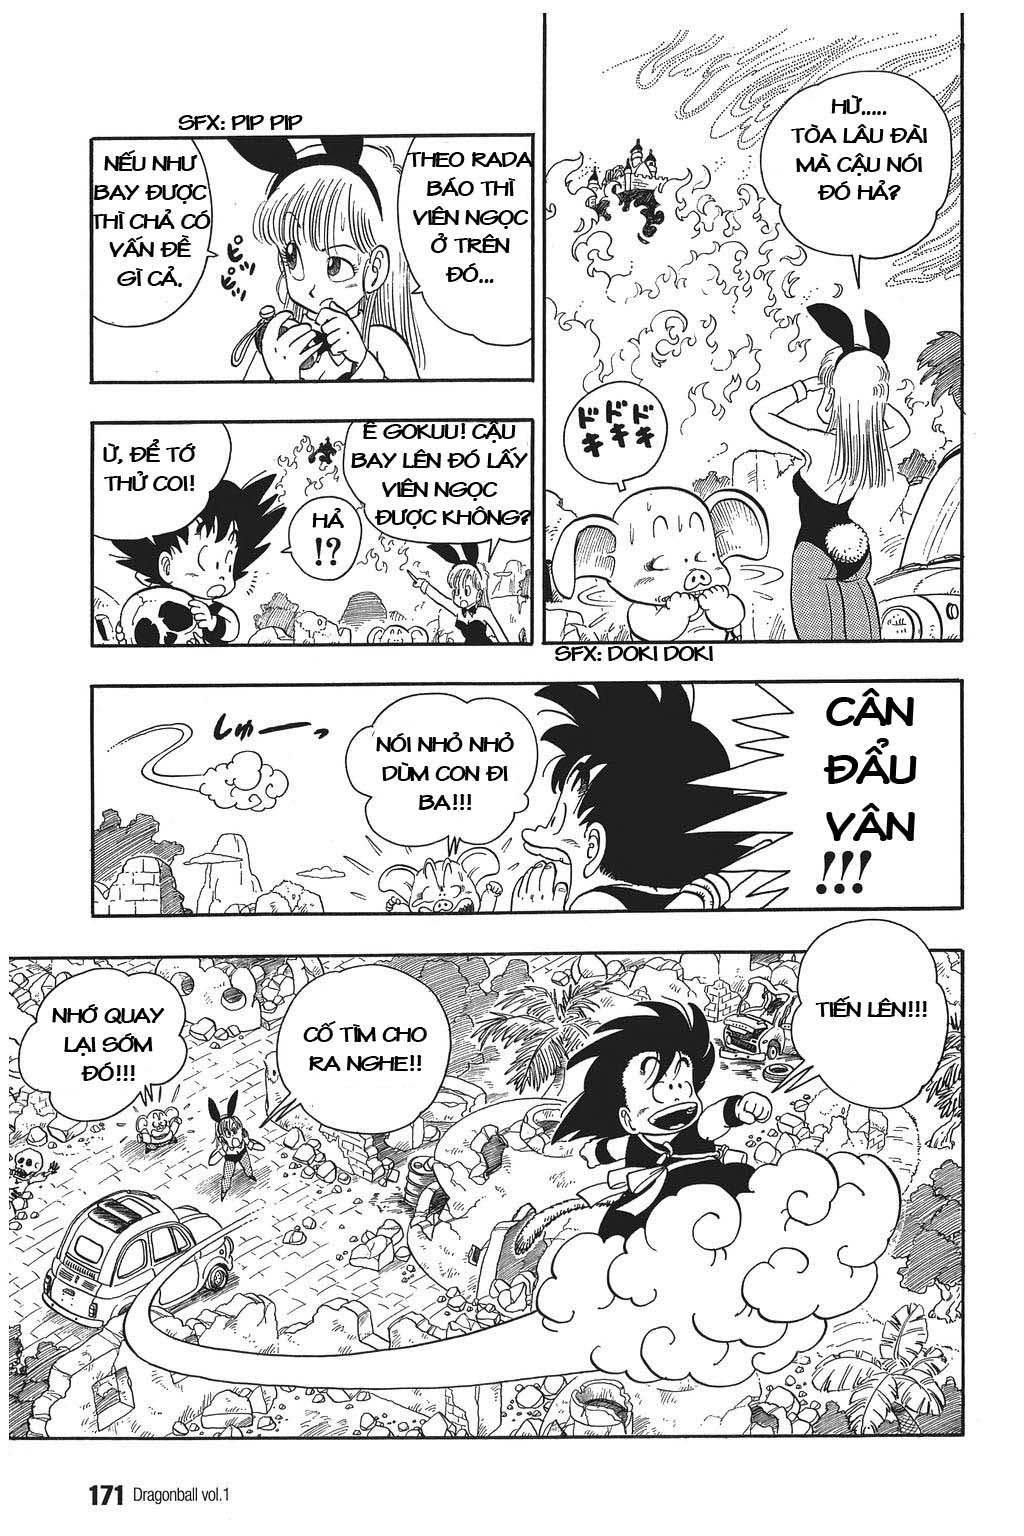 HỪ.....
TÒA LÂU ĐÀI
MÀ CẬU NÓI
ĐÓ HẢ?
ドキ
ドキ
ドキ
SFX: DOKI DOKI
SFX: PIP PIP
THEO RADA
BÁO THÌ
VIÊN NGỌC
Ở TRÊN
ĐÓ...
NẾU NHƯ
BAY ĐƯỢC
THÌ CHẢ CÓ
VẤN ĐỀ
GÌ CẢ.
ピッ
ピッ
Ê GOKUU! CẬU
BAY LÊN ĐÓ LẤY
VIÊN NGỌC
ĐƯỢC KHÔNG?
HẢ
!?
Ừ, ĐỂ TỚ
THỬ COI!
CÂN
ĐẨU
VÂN
!!!
NÓI NHỎ NHỎ
DÙM CON ĐI
BA!!!
しゅーっ
TIẾN LÊN!!!
CỐ TÌM CHO
RA NGHE!!
NHỚ QUAY
LẠI SỚM
ĐÓ!!!
171 Dragonball vol.1